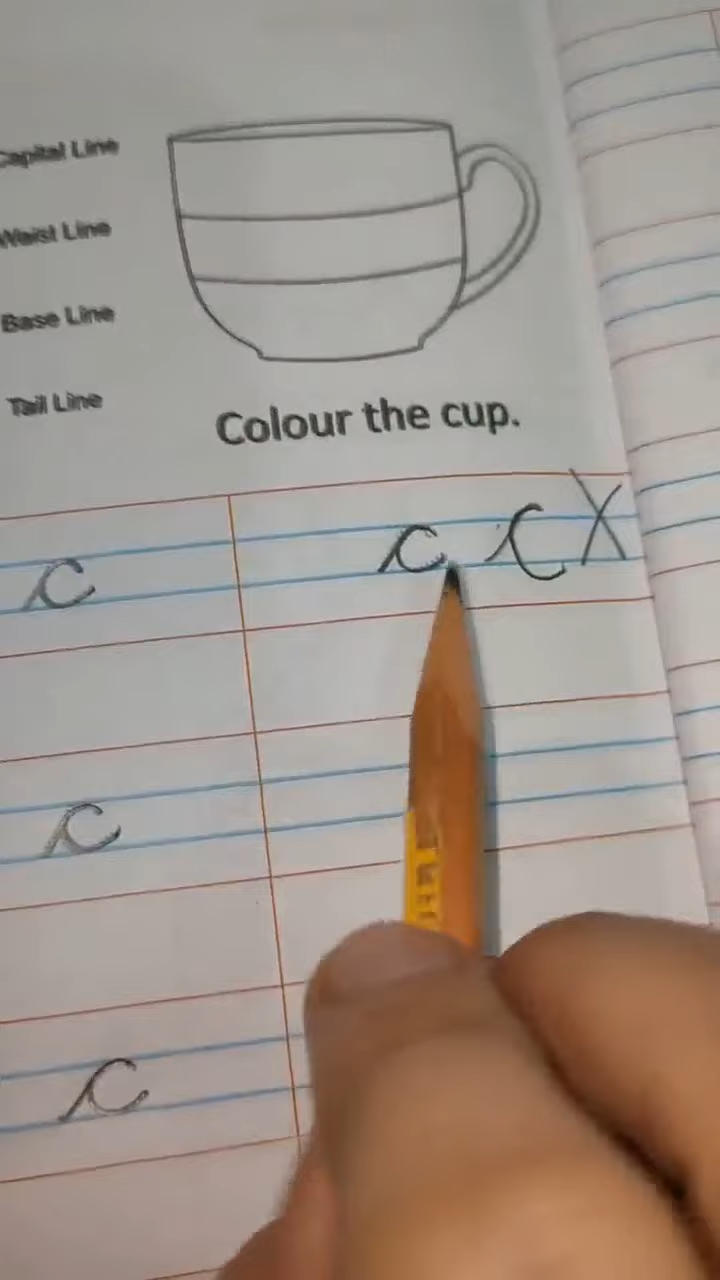 Capital Line
Waist Line
Base Line
Tail Line
Colour the cup.
c c c X
c
c